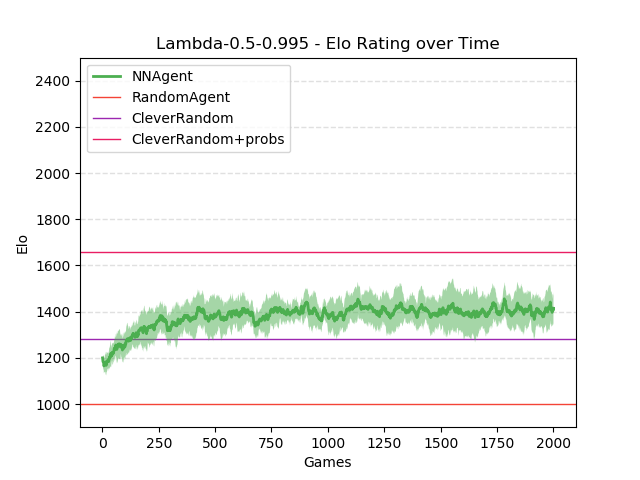 Lambda-0.5-0.995 - Elo Rating over Time
NNAgent
RandomAgent
CleverRandom
CleverRandom+probs
2400
2200
2000
1800
1600
1400
1200
1000
Elo
0 250 500 750 1000 1250 1500 1750 2000
Games